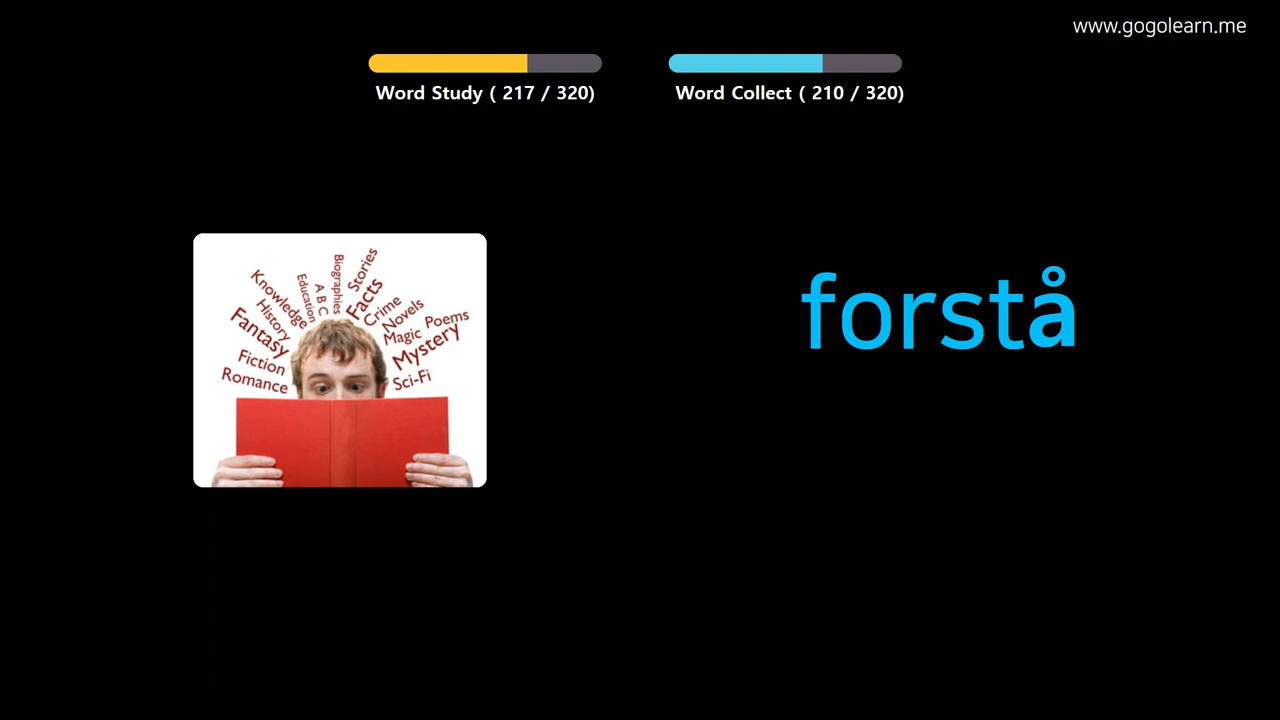 www.gogolearn.me
Word Study ( 217 / 320)
Word Collect ( 210 / 320)
forstå
Knowledge
History
Fantasy
Fiction
Romance
Education
A B C
Biographies
Stories
Facts
Crime
Novels
Magic
Poems
Mystery
Sci-Fi